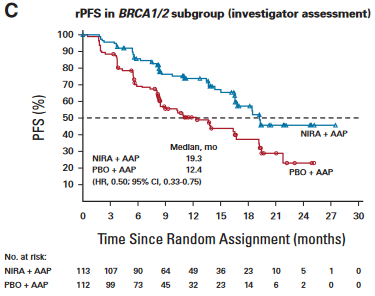 C
rPFS in BRCA1/2 subgroup (investigator assessment)
PFS (%)
100
90
80
70
60
50
40
30
20
10
Median, mo
NIRA + AAP 19.3
PBO + AAP 12.4
(HR, 0.50; 95% CI, 0.33-0.75)
NIRA + AAP
PBO + AAP
0 3 6 9 12 15 18 21 24 27 30
Time Since Random Assignment (months)
No. at risk:
NIRA + AAP 113 107 90 64 49 36 23 10 5 1 0
PBO + AAP 112 99 73 45 32 23 14 6 2 0 0